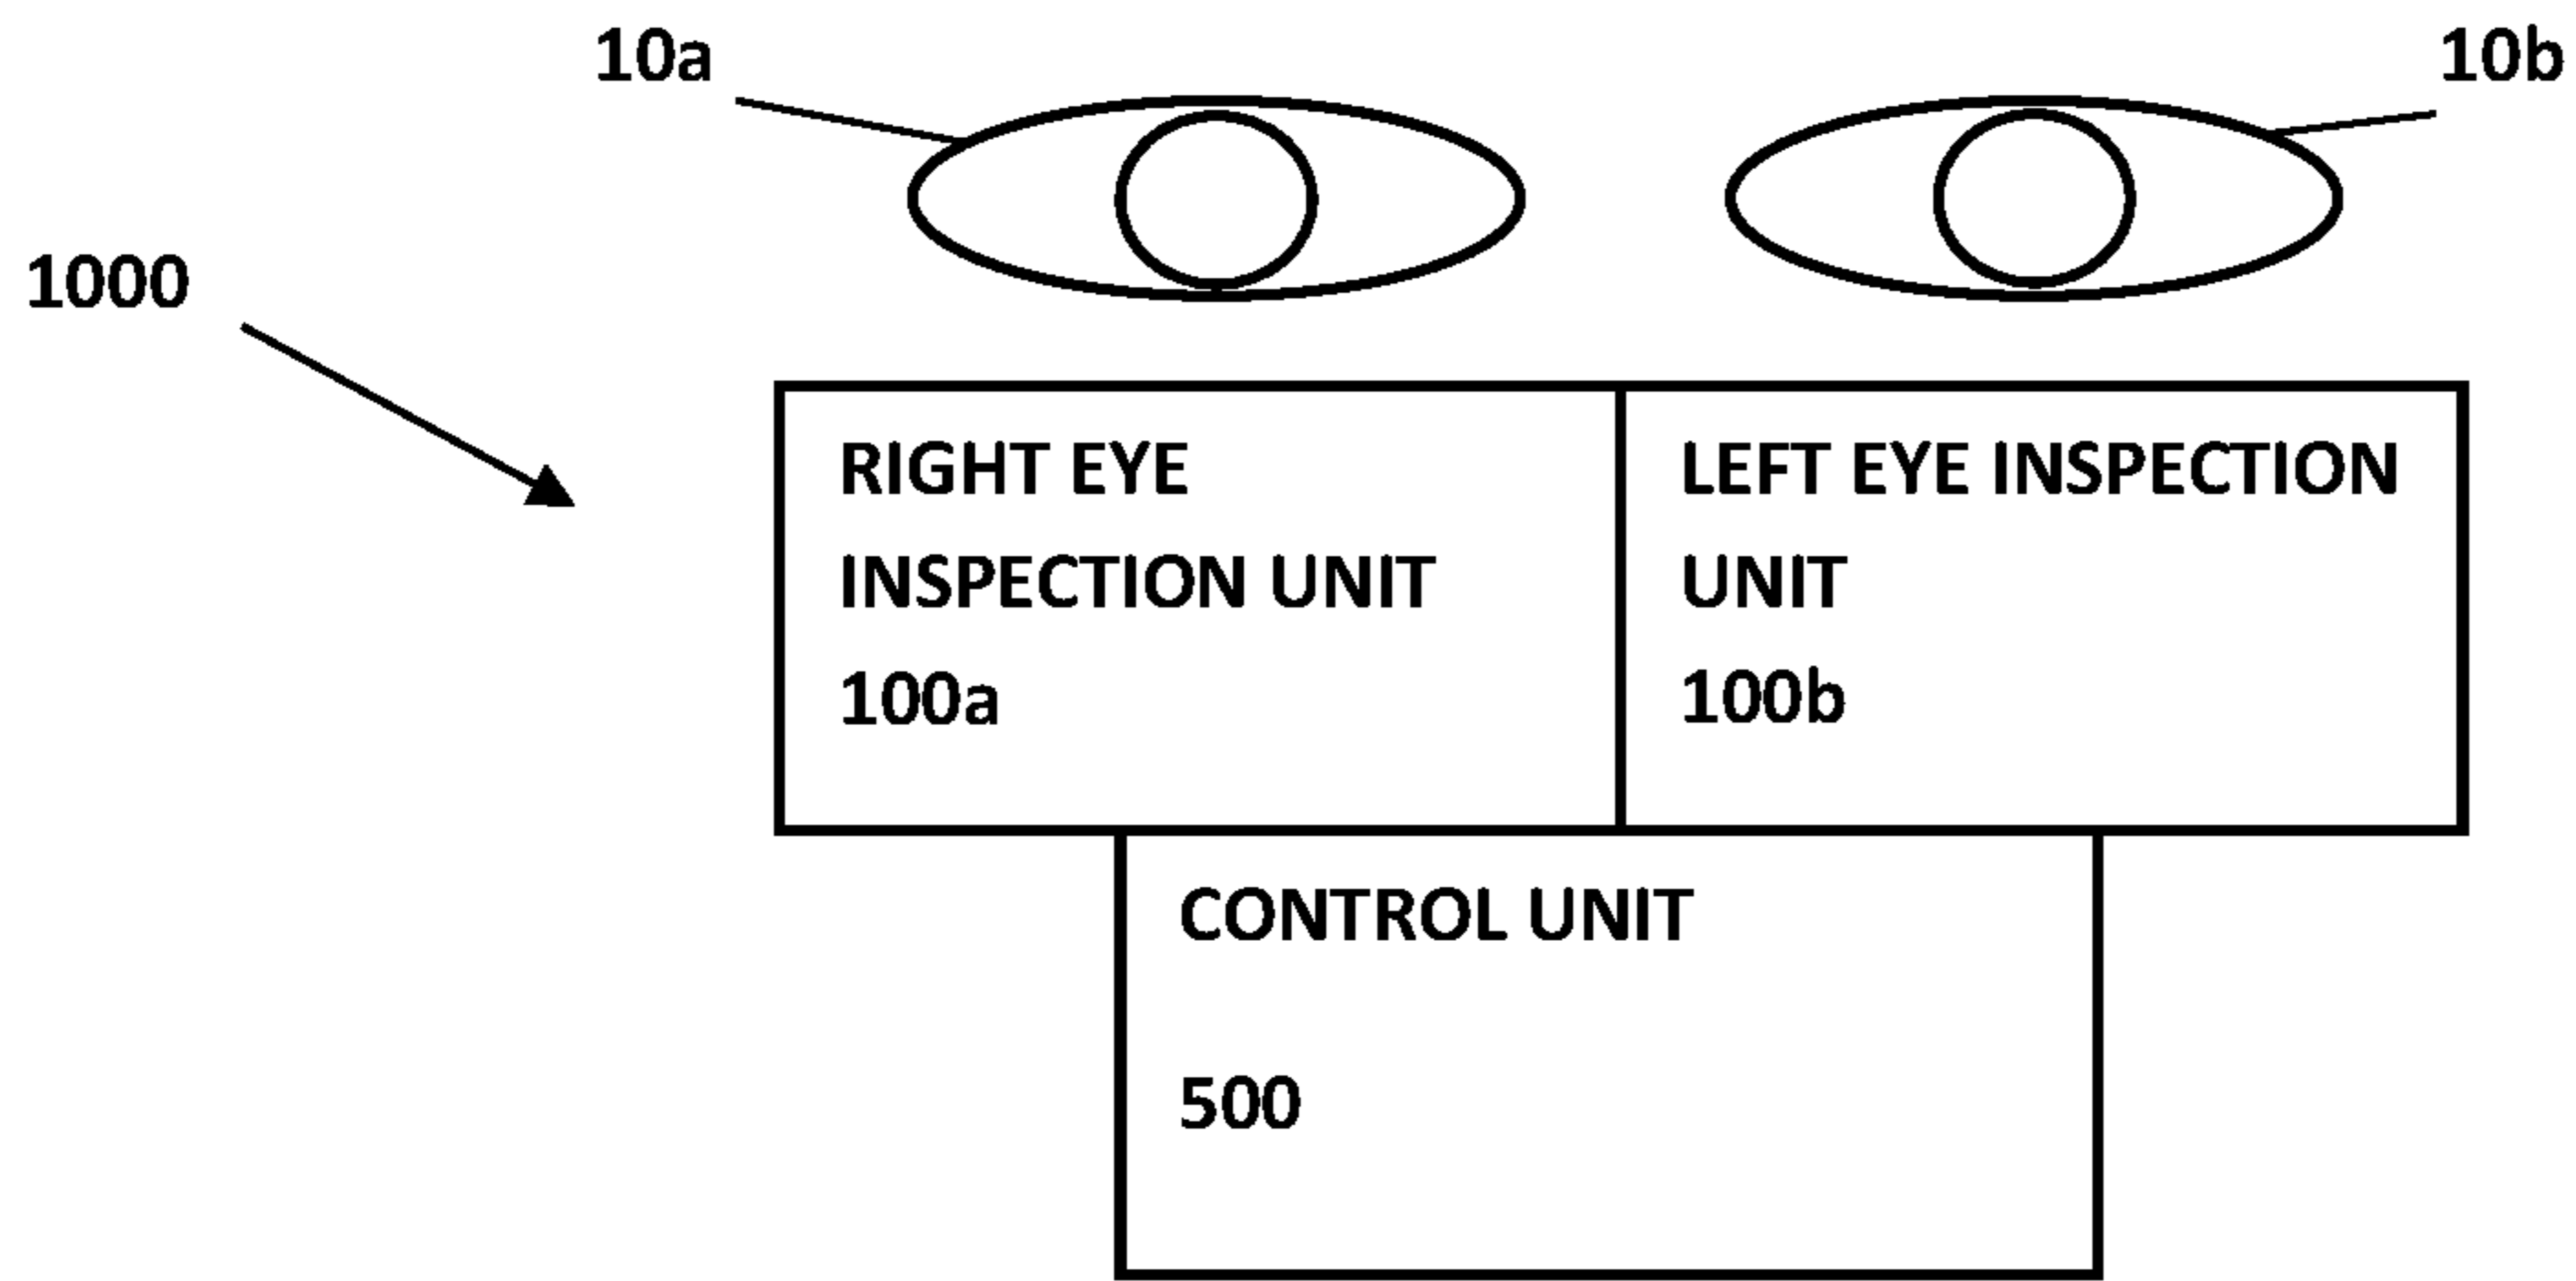 10a
10b
1000
RIGHT EYE
INSPECTION UNIT
100a
LEFT EYE INSPECTION
UNIT
100b
CONTROL UNIT
500